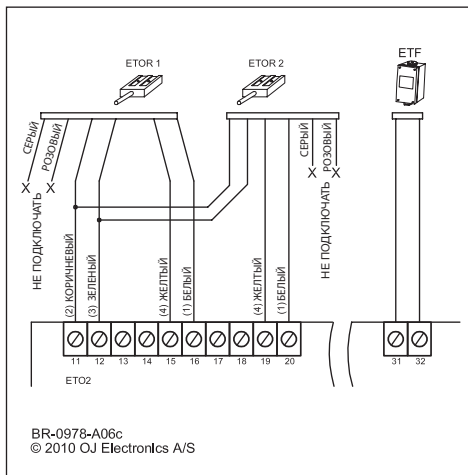 ETOR 1
ETOR 2
ETF
СЕРЫЙ
РОЗОВЫЙ
X
X
НЕ ПОДКЛЮЧАТЬ
(2) КОРИЧНЕВЫЙ
(3) ЗЕЛЕНЫЙ
(4) ЖЕЛТЫЙ
(1) БЕЛЫЙ
(4) ЖЕЛТЫЙ
(1) БЕЛЫЙ
СЕРЫЙ
РОЗОВЫЙ
X
X
НЕ ПОДКЛЮЧАТЬ
11 12 13 14 15 16 17 18 19 20 31 32
ETO2
BR-0978-A06c
© 2010 OJ Electronics A/S